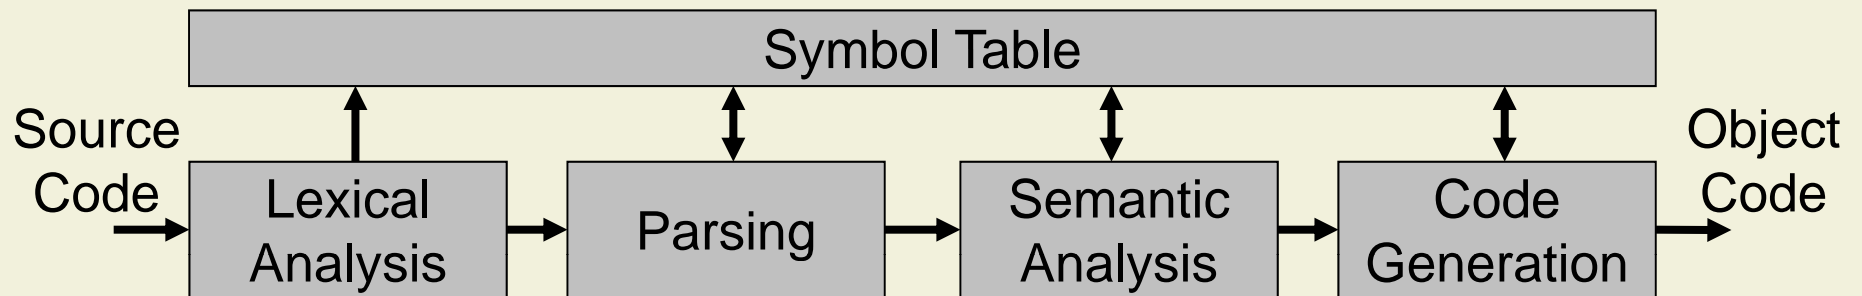 Symbol Table
Source
Code
Lexical
Analysis
Parsing
Semantic
Analysis
Code
Generation
Object
Code